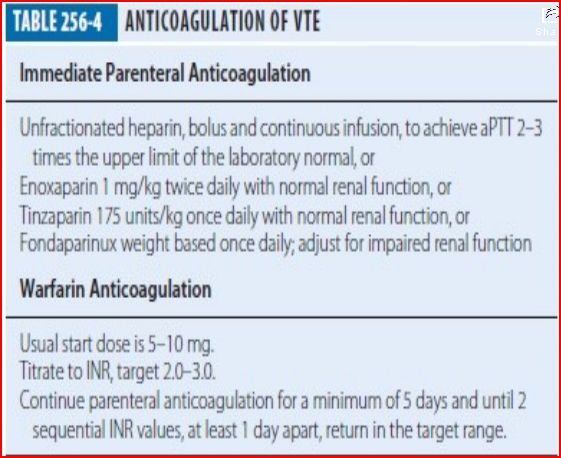 TABLE 256-4 ANTICOAGULATION OF VTE
Immediate Parenteral Anticoagulation
Unfractionated heparin, bolus and continuous infusion, to achieve aPTT 2–3
times the upper limit of the laboratory normal, or
Enoxaparin 1 mg/kg twice daily with normal renal function, or
Tinzaparin 175 units/kg once daily with normal renal function, or
Fondaparinux weight based once daily; adjust for impaired renal function
Warfarin Anticoagulation
Usual start dose is 5–10 mg.
Titrate to INR, target 2.0–3.0.
Continue parenteral anticoagulation for a minimum of 5 days and until 2
sequential INR values, at least 1 day apart, return in the target range.